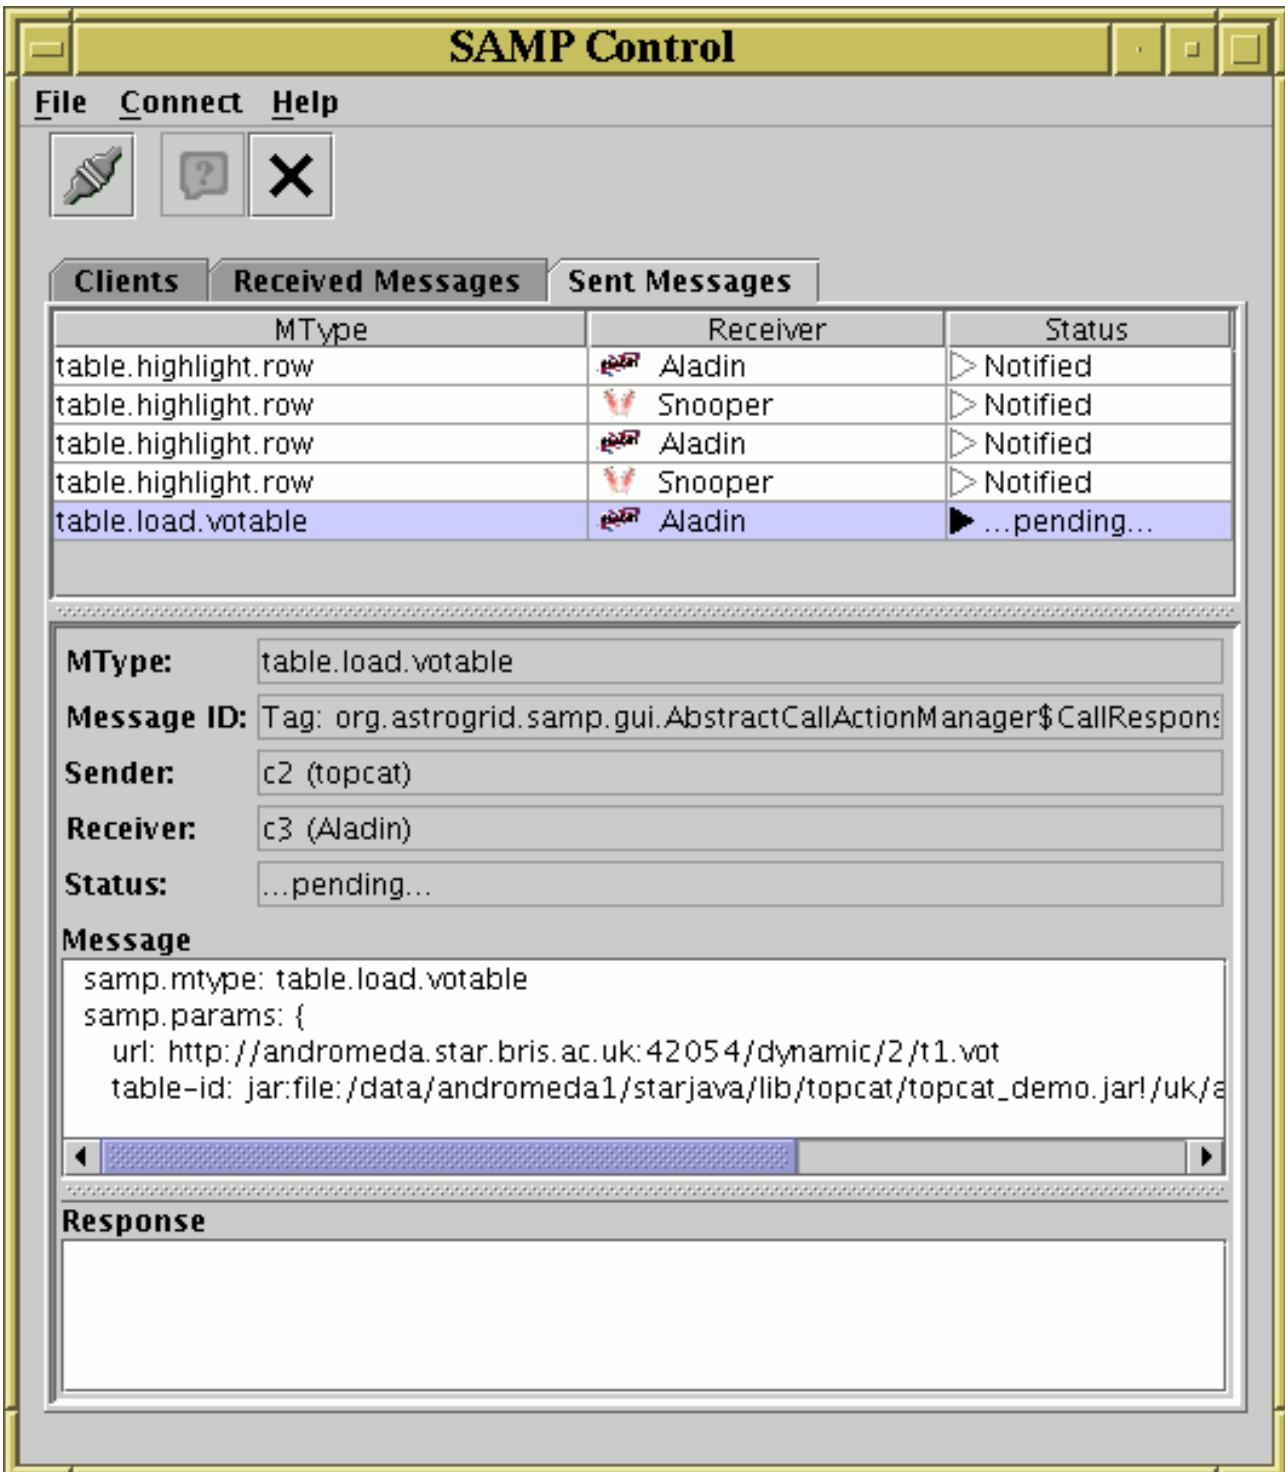 SAMP Control
File Connect Help
Clients Received Messages Sent Messages
MType Receiver Status
table.highlight.row Aladin Notified
table.highlight.row Snooper Notified
table.highlight.row Aladin Notified
table.highlight.row Snooper Notified
table.load.votable Aladin ...pending...
MType: table.load.votable
Message ID: Tag: org.astrogrid.samp.gui.AbstractCallActionManager$CallRespons
Sender: c2 (topcat)
Receiver: c3 (Aladin)
Status: ...pending...
Message
samp.mtype: table.load.votable
samp.params: {
url: http://andromeda.star.bris.ac.uk:42054/dynamic/2/t1.vot
table-id: jar:file:/data/andromeda1/starjava/lib/topcat/topcat_demo.jar!/uk/a
Response